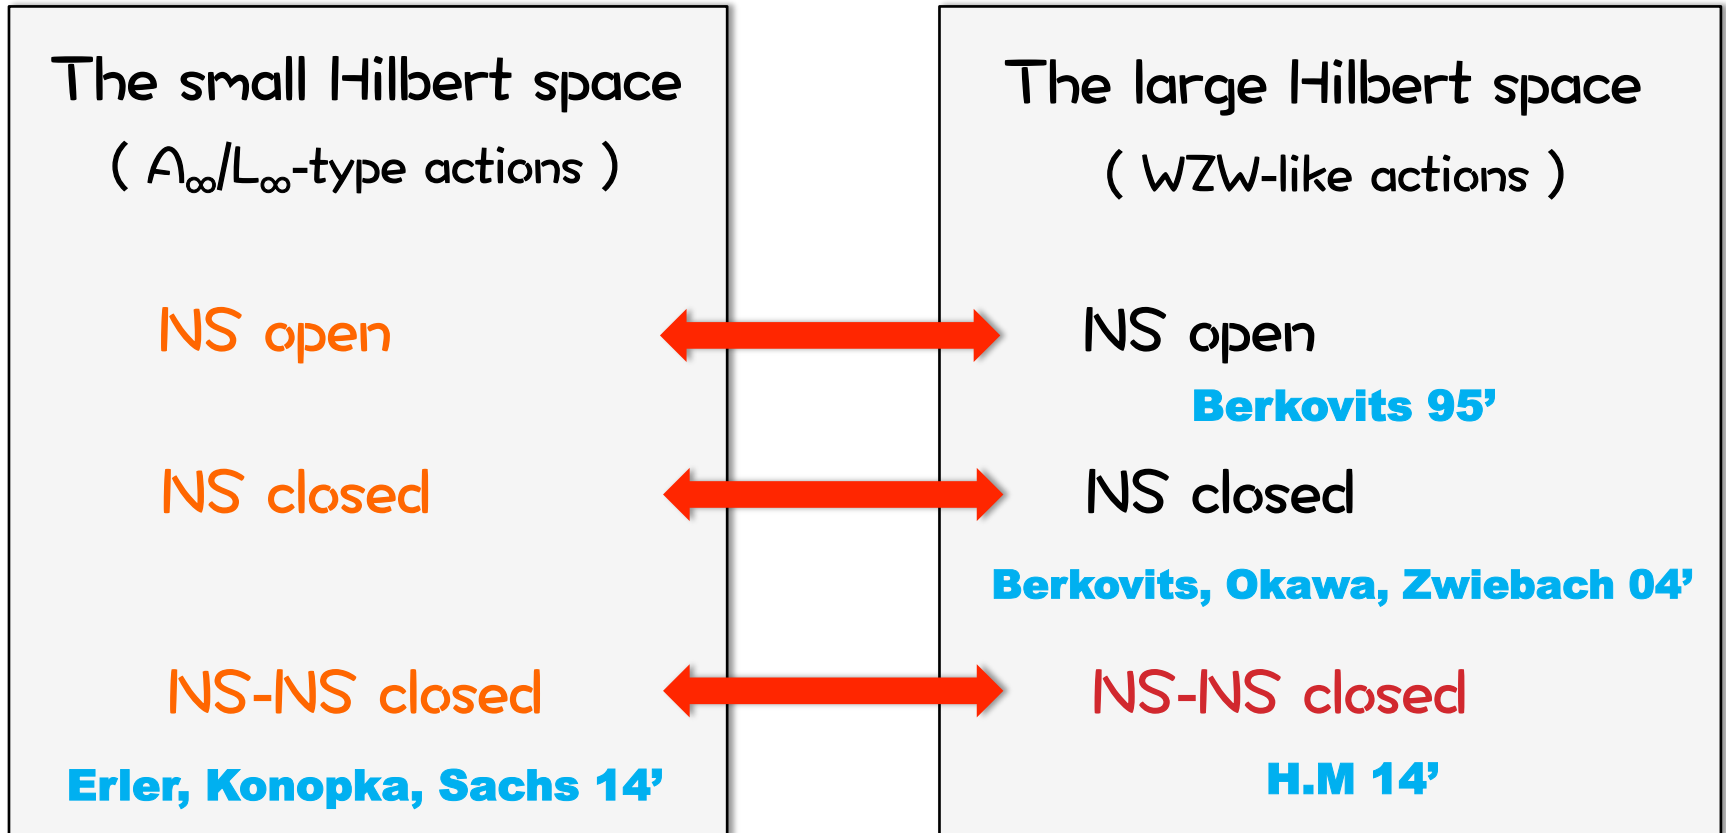 The small Hilbert space
( A∞/L∞-type actions )
NS open
NS closed
NS-NS closed
Erler, Konopka, Sachs 14’
The large Hilbert space
( WZW-like actions )
NS open
Berkovits 95’
NS closed
Berkovits, Okawa, Zwiebach 04’
NS-NS closed
H.M 14’